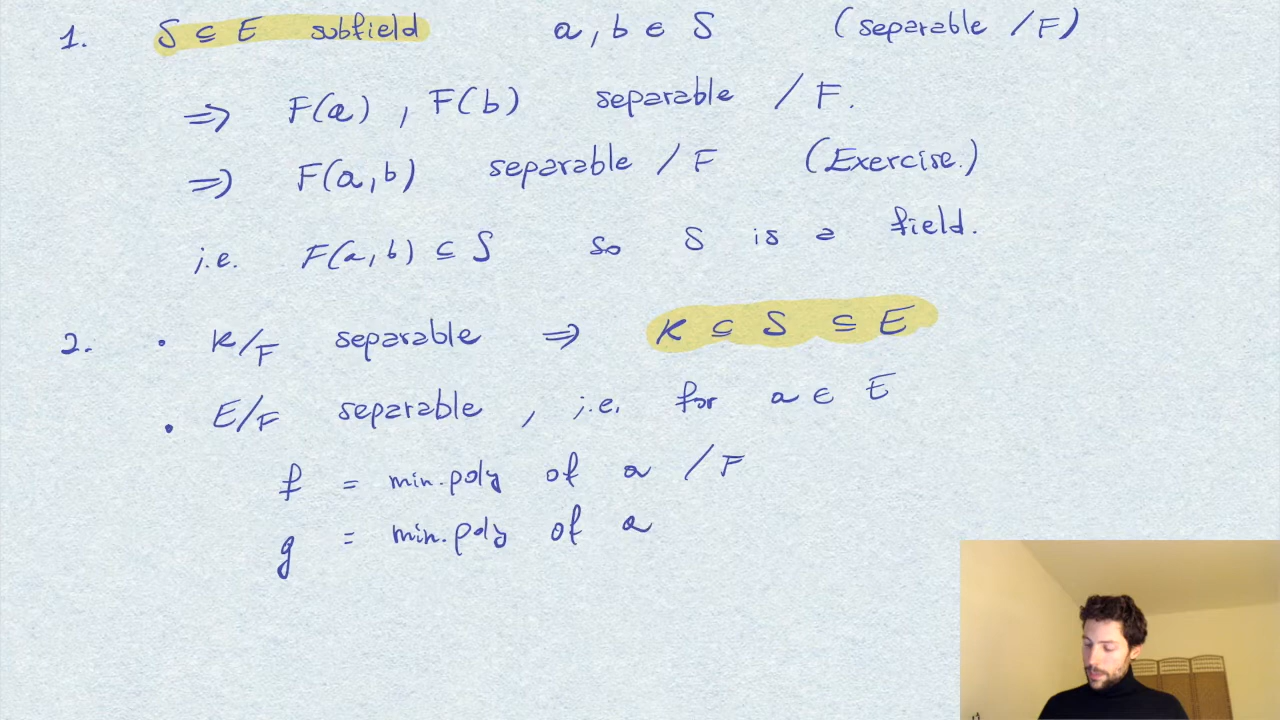 1. S ⊆ E subfield a, b ∈ S (separable / F)
⇒ F(a), F(b) separable / F.
⇒ F(a, b) separable / F (Exercise.)
i.e. F(a, b) ⊆ S so S is a field.
2. • K/F separable ⇒ K ⊆ S ⊆ E
• E/F separable, i.e. for a ∈ E
f = min.poly of a / F
g = min.poly of a